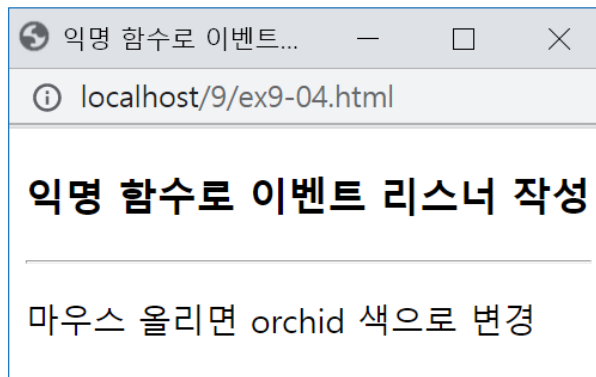 익명 함수로 이벤트...
localhost/9/ex9-04.html
익명 함수로 이벤트 리스너 작성
마우스 올리면 orchid 색으로 변경